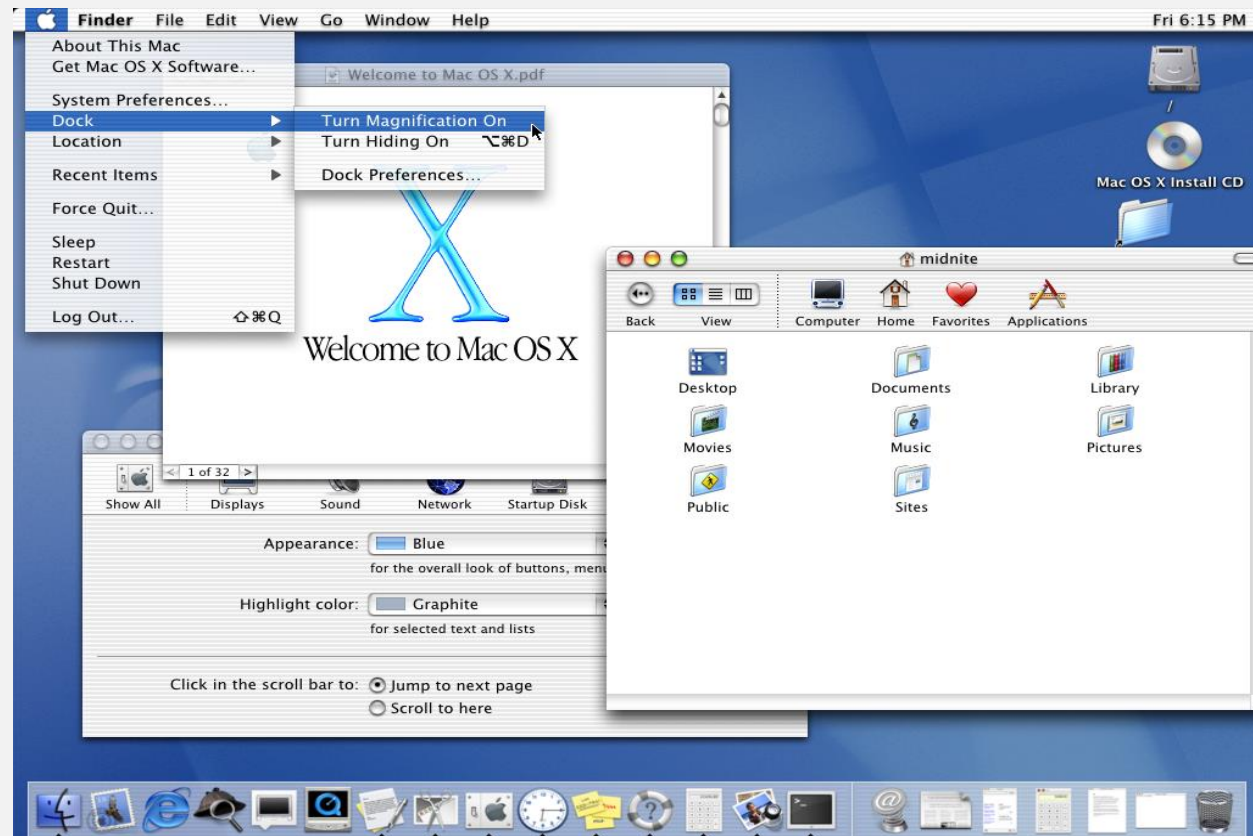 Finder File Edit View Go Window Help Fri 6:15 PM
About This Mac
Get Mac OS X Software...
System Preferences...
Dock
Location
Recent Items
Force Quit...
Sleep
Restart
Shut Down
Log Out... ⇧⌘Q
Turn Magnification On
Turn Hiding On ⌥⌘D
Dock Preferences...
Welcome to Mac OS X.pdf
X
Welcome to Mac OS X
1 of 32
/
Mac OS X Install CD
midnite
Back View Computer Home Favorites Applications
Desktop Documents Library
Movies Music Pictures
Public Sites
Show All Displays Sound Network Startup Disk
Appearance: Blue
for the overall look of buttons, menu
Highlight color: Graphite
for selected text and lists
Click in the scroll bar to: Jump to next page
Scroll to here